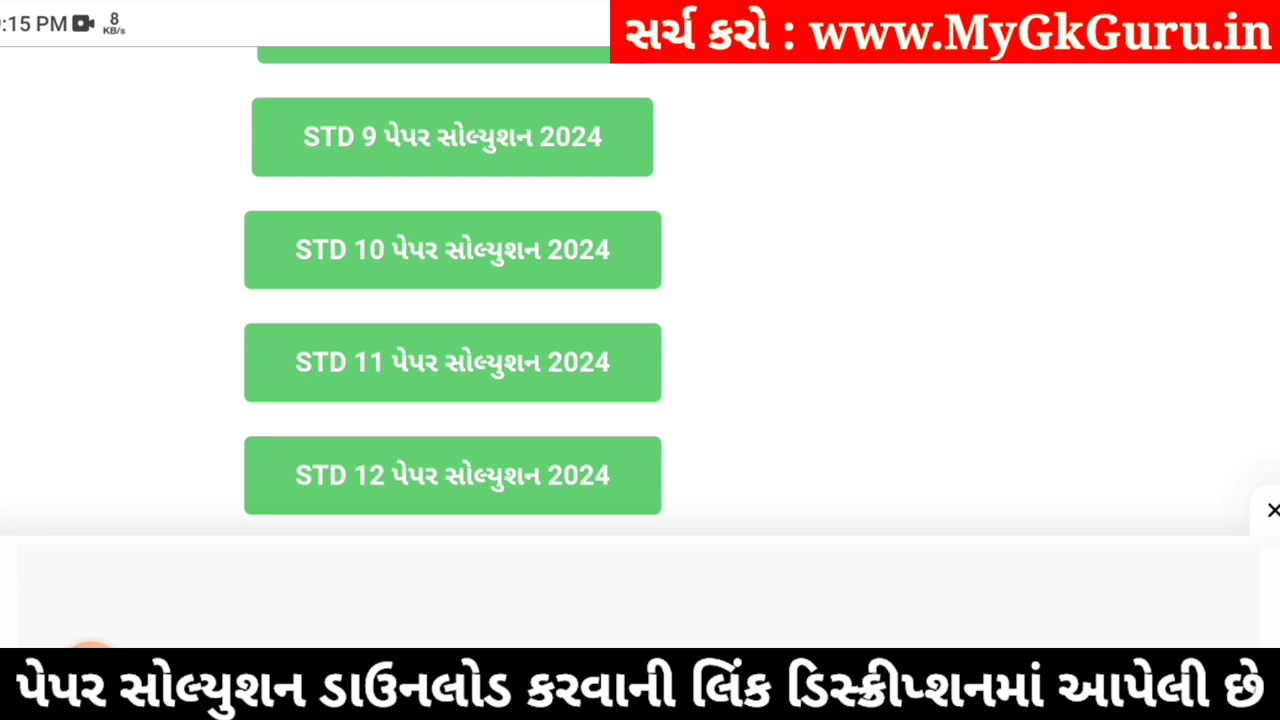 :15 PM 8 KB/s
સર્ચ કરો : www.MyGkGuru.in
STD 9 પેપર સોલ્યુશન 2024
STD 10 પેપર સોલ્યુશન 2024
STD 11 પેપર સોલ્યુશન 2024
STD 12 પેપર સોલ્યુશન 2024
પેપર સોલ્યુશન ડાઉનલોડ કરવાની લિંક ડિસ્ક્રીપ્શનમાં આપેલી છે